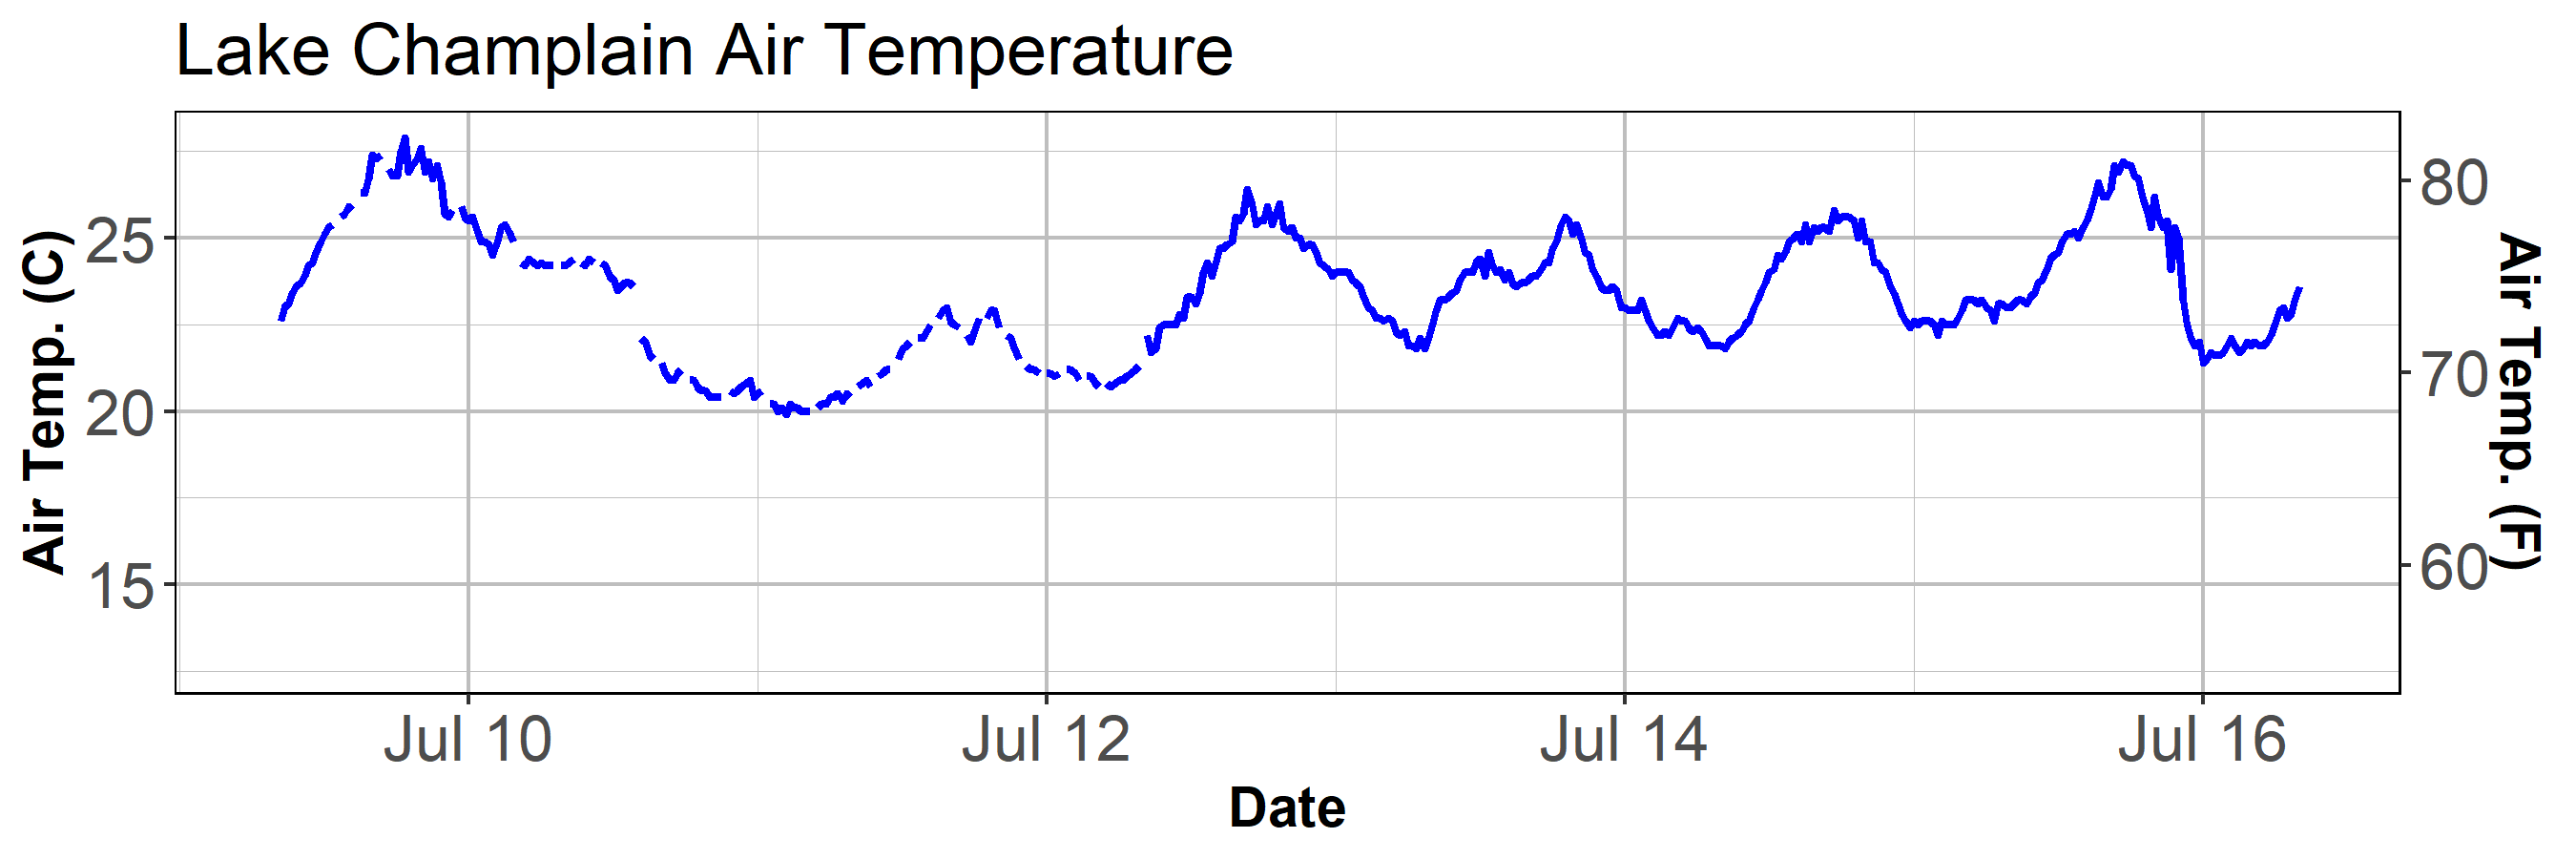 Lake Champlain Air Temperature
Air Temp. (C)
25
20
15
80
70
60
Air Temp. (F)
Jul 10
Jul 12
Jul 14
Jul 16
Date